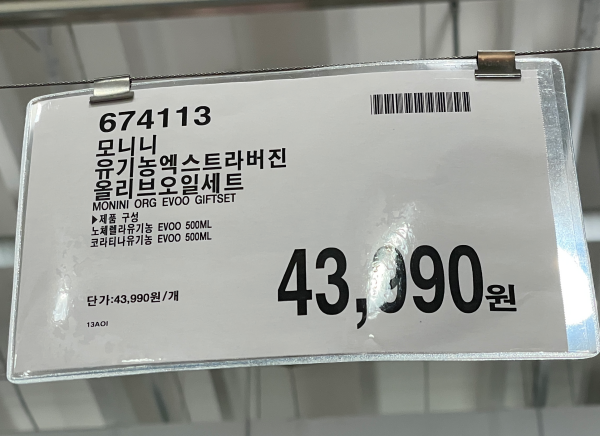 674113
모니니
유기농엑스트라버진
올리브오일세트
MONINI ORG EVOO GIFTSET
▶제품 구성
노체렐라유기농 EVOO 500ML
코라티나유기농 EVOO 500ML
43,990원
단가:43,990원/개
13AOI